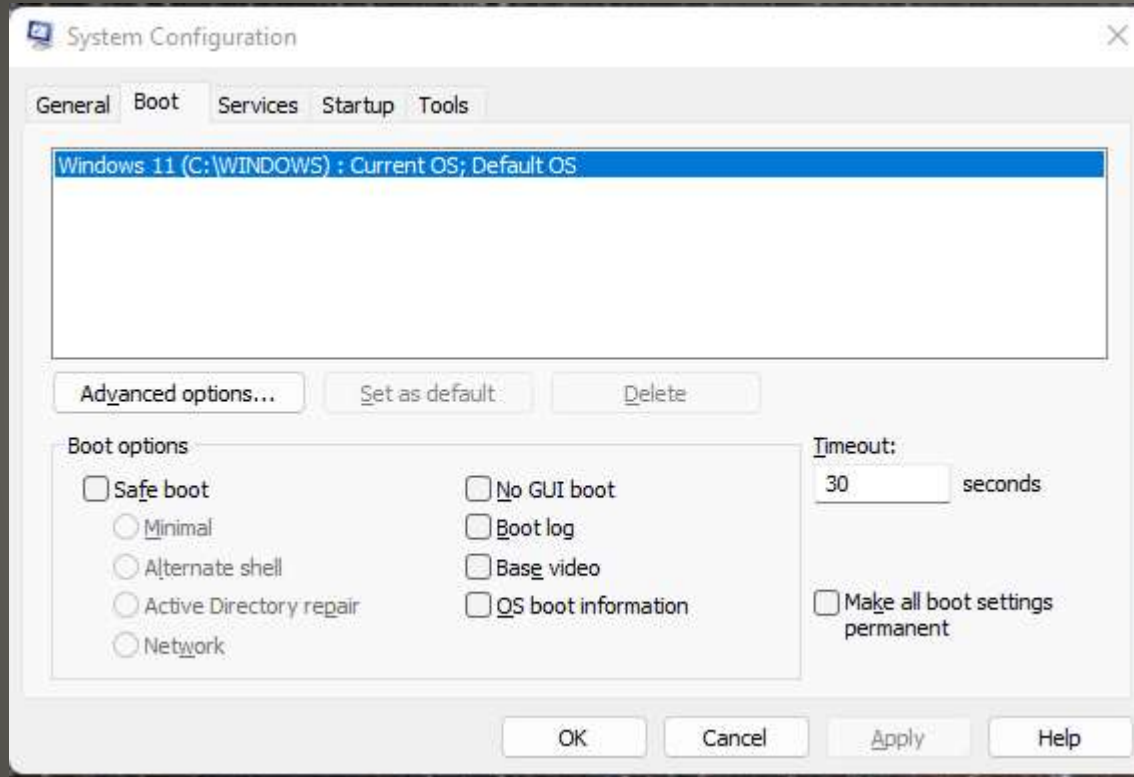 System Configuration
General Boot Services Startup Tools
Windows 11 (C:\WINDOWS) : Current OS; Default OS
Advanced options... Set as default Delete
Boot options
Safe boot
Minimal
Alternate shell
Active Directory repair
Network
No GUI boot
Boot log
Base video
OS boot information
Timeout:
30 seconds
Make all boot settings
permanent
OK Cancel Apply Help